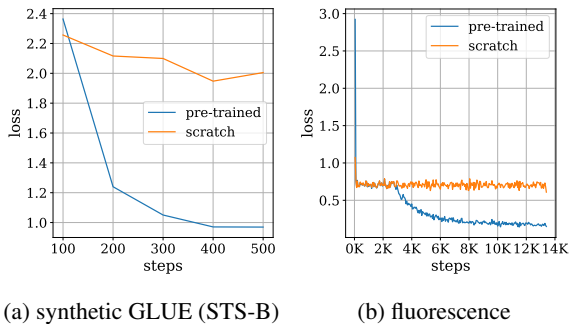 2.4
2.2
2.0
1.8
1.6
1.4
1.2
1.0
loss
pre-trained
scratch
100 200 300 400 500
steps
(a) synthetic GLUE (STS-B)
3.0
2.5
2.0
1.5
1.0
0.5
loss
pre-trained
scratch
0K 2K 4K 6K 8K 10K 12K 14K
steps
(b) fluorescence